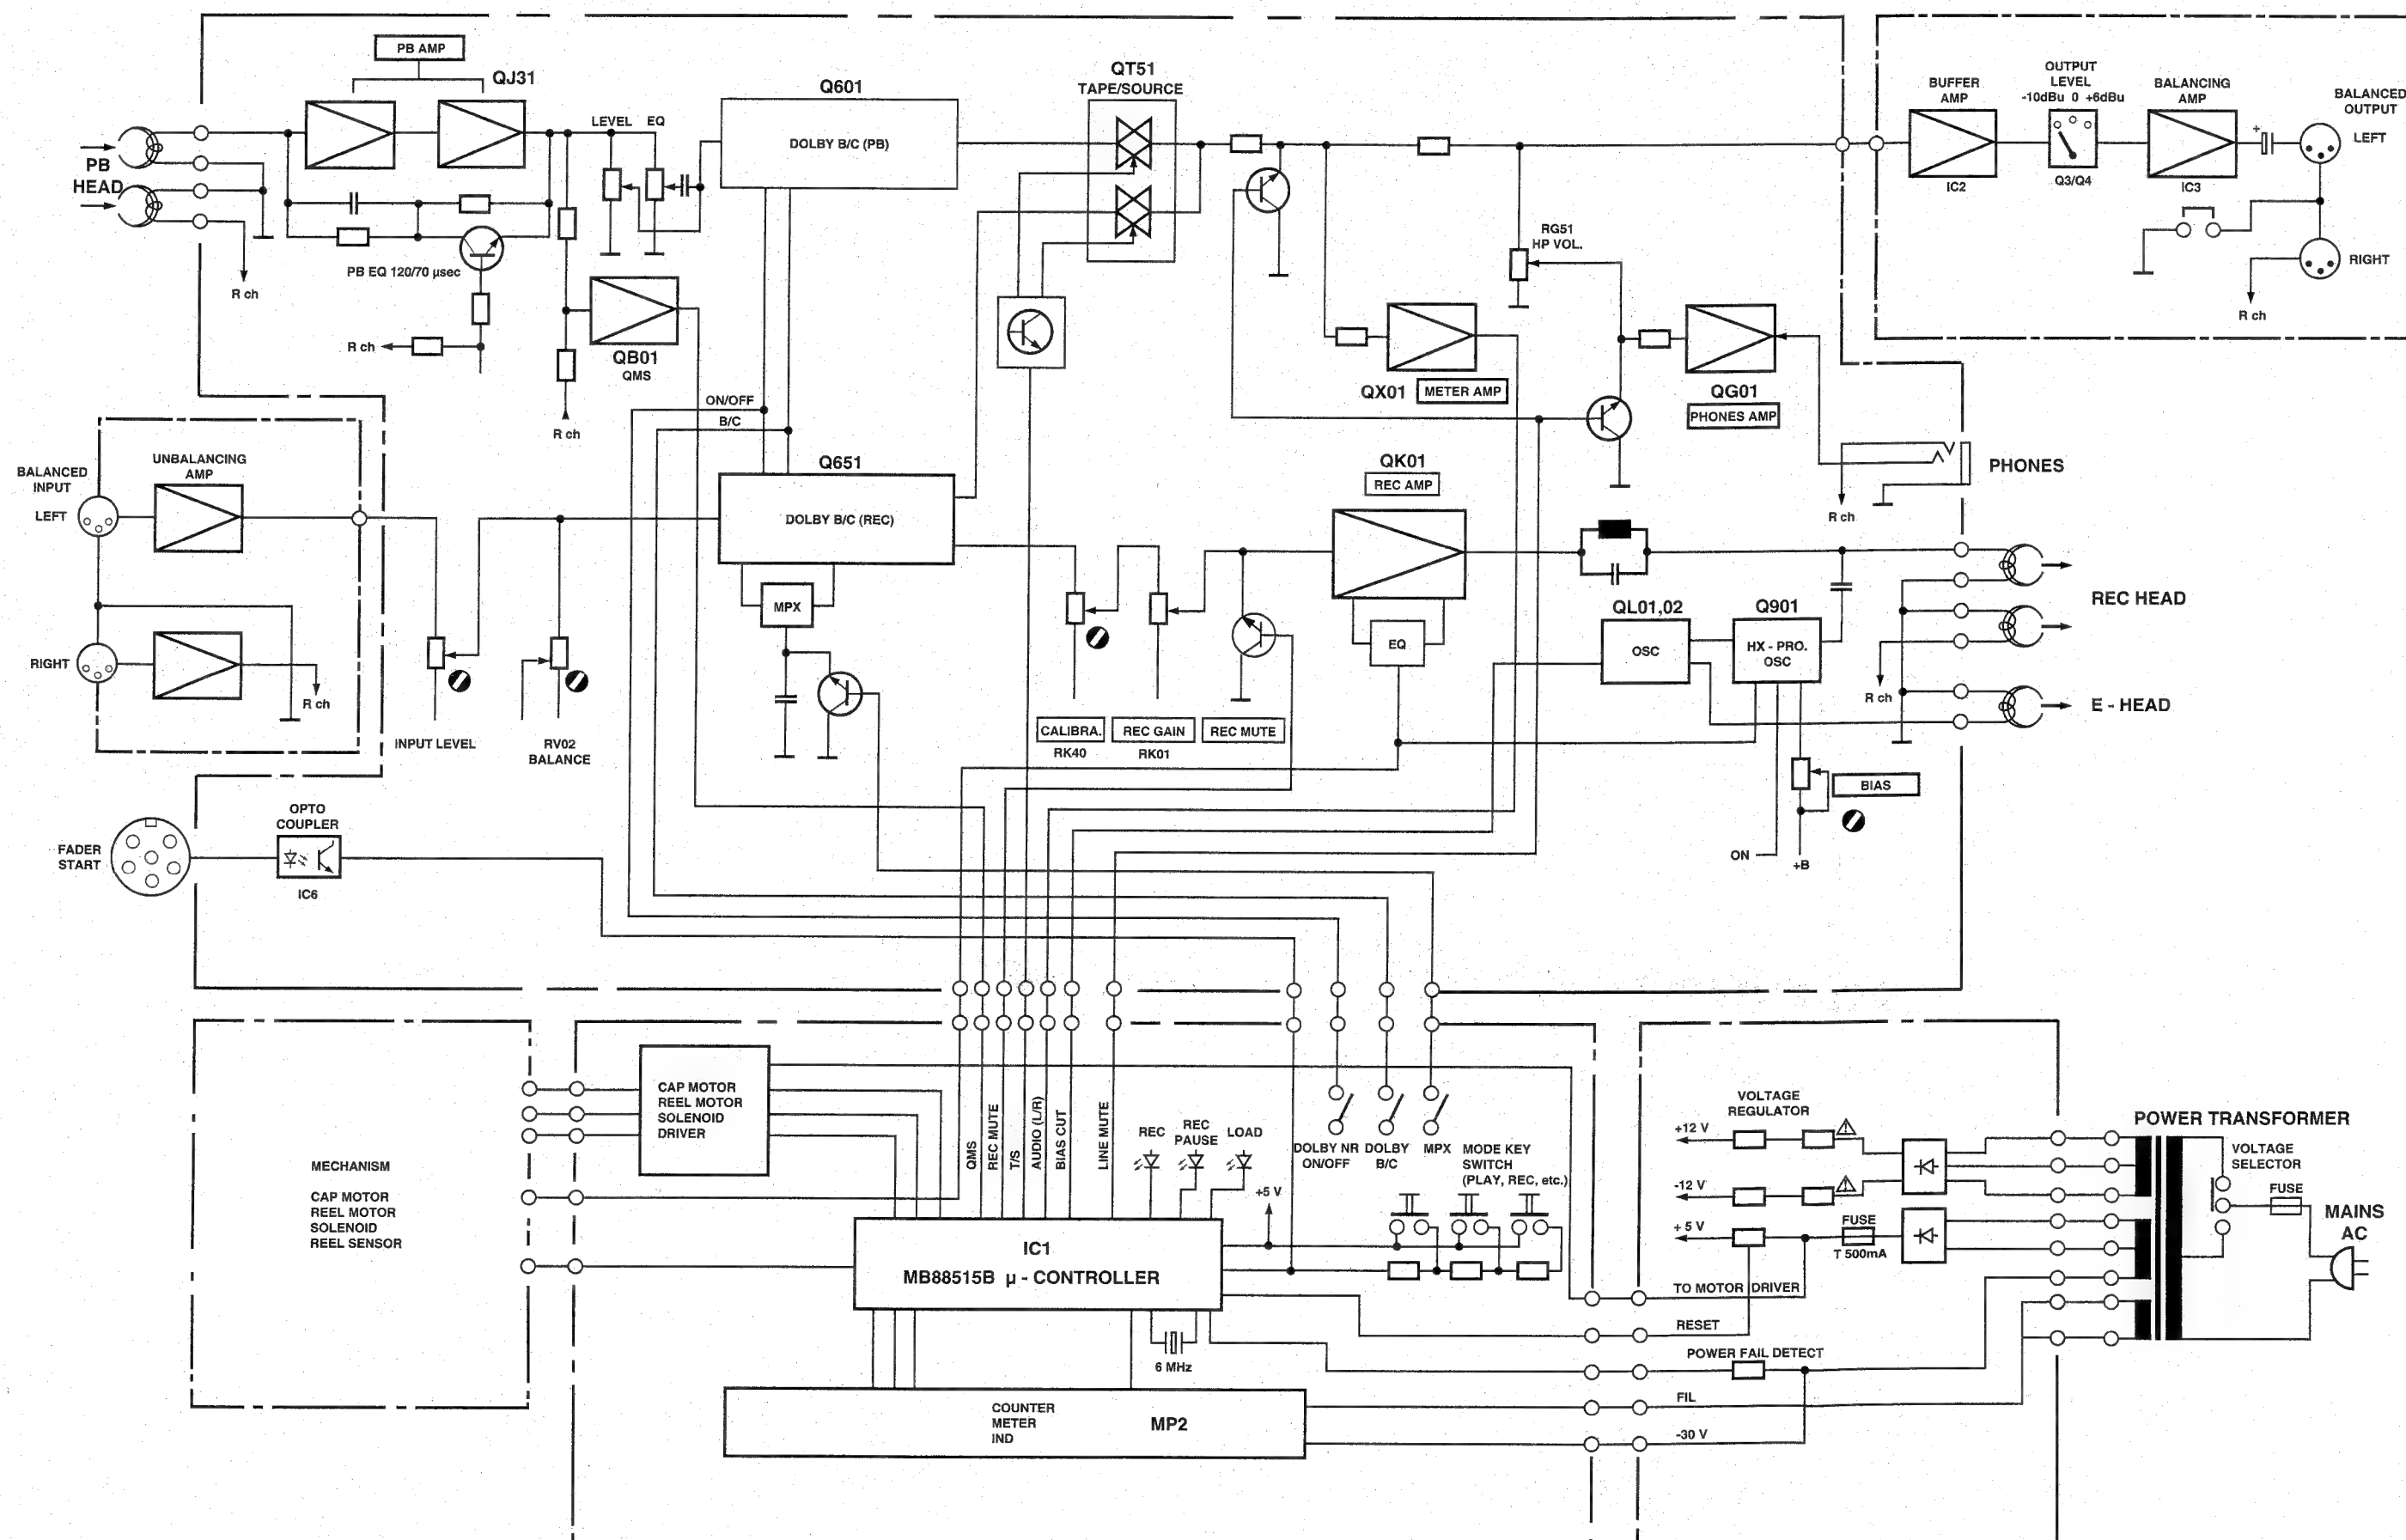 PB AMP
QJ31
Q601
QT51
TAPE/SOURCE
BUFFER
AMP
OUTPUT
LEVEL
-10dBu 0 +6dBu
BALANCING
AMP
BALANCED
OUTPUT
LEVEL
EQ
DOLBY B/C (PB)
LEFT
PB
HEAD
IC2
Q3/Q4
IC3
+
PB EQ 120/70 µsec
R ch
RG51
HP VOL.
RIGHT
R ch
R ch
QB01
QMS
QX01
METER AMP
QG01
PHONES AMP
ON/OFF
B/C
R ch
BALANCED
INPUT
LEFT
UNBALANCING
AMP
Q651
QK01
REC AMP
PHONES
DOLBY B/C (REC)
R ch
MPX
EQ
QL01,02
OSC
Q901
HX - PRO.
OSC
REC HEAD
RIGHT
R ch
R ch
E - HEAD
INPUT LEVEL
RV02
BALANCE
CALIBRA.
RK40
REC GAIN
RK01
REC MUTE
BIAS
OPTO
COUPLER
FADER
START
IC6
ON
+B
CAP MOTOR
REEL MOTOR
SOLENOID
DRIVER
QMS
REC MUTE
T/S
AUDIO (L/R)
BIAS CUT
LINE MUTE
REC
REC
PAUSE
LOAD
DOLBY NR
ON/OFF
DOLBY
B/C
MPX
MODE KEY
SWITCH
(PLAY, REC, etc.)
VOLTAGE
REGULATOR
+12 V
-12 V
+ 5 V
FUSE
T 500mA
POWER TRANSFORMER
VOLTAGE
SELECTOR
FUSE
MAINS
AC
MECHANISM
CAP MOTOR
REEL MOTOR
SOLENOID
REEL SENSOR
+5 V
IC1
MB88515B µ - CONTROLLER
TO MOTOR DRIVER
RESET
6 MHz
POWER FAIL DETECT
FIL
-30 V
COUNTER
METER
IND
MP2